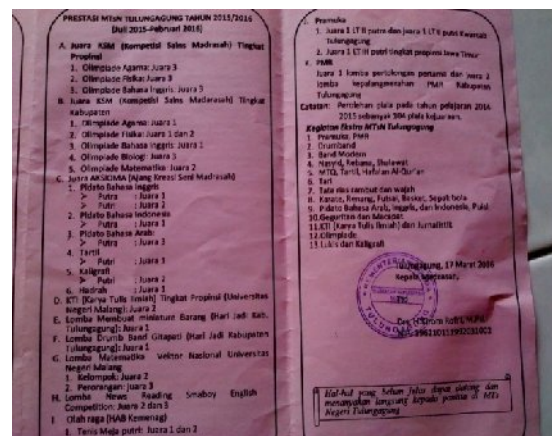 PRESTASI MTSN TULUNGAGUNG TAHUN 2015/2016
(Juli 2015-Februari 2016)
A. Juara KSM (Kompetisi Sains Madrasah) Tingkat
Propinsi
1. Olimpiade Agama: Juara 3
2. Olimpiade Fisika: Juara 3
3. Olimpiade Bahasa Inggris: Juara 3
B. Juara KSM (Kompetisi Sains Madarasah) Tingkat
Kabupaten
1. Olimpiade Agama: Juara 1
2. Olimpiade Fisika: Juara 1 dan 2
3. Olimpiade Bahasa Inggris: Juara 1
4. Olimpiade Biologi: Juara 3
5. Olimpiade Matematika: Juara 2
C. Juara AKSIOMA (Ajang Kreasi Seni Madrasah)
1. Pidato Bahasa Inggris
➢ Putra : Juara 1
➢ Putri : Juara 1
2. Pidato Bahasa Indonesia
➢ Putra : Juara 1
3. Pidato Bahasa Arab:
➢ Putra : Juara 3
4. Tartil
➢ Putri : Juara 1
5. Kaligrafi
➢ Putri : Juara 2
6. Hadrah : Juara 1
D. KTI (Karya Tulis Ilmiah) Tingkat Propinsi (Universitas
Negeri Malang): Juara 2
E. Lomba Membuat miniature Barang (Hari Jadi Kab.
Tulungagung): Juara 1
F. Lomba Drumb Band Gitapati (Hari Jadi Kabupaten
Tulungagung): Juara 1
G. Lomba Matematika Vektor Nasional Universitas
Negeri Malang
1. Kelompok: Juara 2
2. Perorangan: Juara 3
H. Lomba News Reading Smaboy English
Competition: Juara 2 dan 3
I Olah raga (HAB Kemenag)
1. Tenis Meja putri: Juara 1 dan 2
J. Pramuka
1. Juara 1 LT II putra dan juara 1 LT II putri Kwarcab
Tulungagung
2. Juara 1 LT III putri tingkat propinsi Jawa Timur
K. PMR
Juara 1 lomba pertolongan pertama dan juara 2
lomba kepalangmerahan PMR Kabupaten
Tulungagung
Catatan: Perolehan piala pada tahun pelajaran 2014
2015 sebanyak 304 piala kejuaraan.
Kegiatan Ekstra MTsN Tulungagung
1. Pramuka, PMR
2. Drumband
3. Band Modern
4. Nasyid, Rebana, Sholawat
5. MTQ, Tartil, Hafalan Al-Qur'an
6. Tari
7. Tata rias rambut dan wajah
8. Karate, Renang, Futsal, Basket, Sepak bola
9. Pidato Bahasa Arab, Inggris, dan Indonesia, Puisi
10.Geguritan dan Macapat
11.KTI (Karya Tulis Ilmiah) dan Jurnalistik
12.Olimpiade
13.Lukis dan Kaligrafi
Tulungagung, 17 Maret 2016
Kepala Madrasah,
KEMENTERIAN
Hal-hal yang belum jelas dapat datang dan
menanyakan langsung kepada panitia di MTs
Negeri Tulungagung